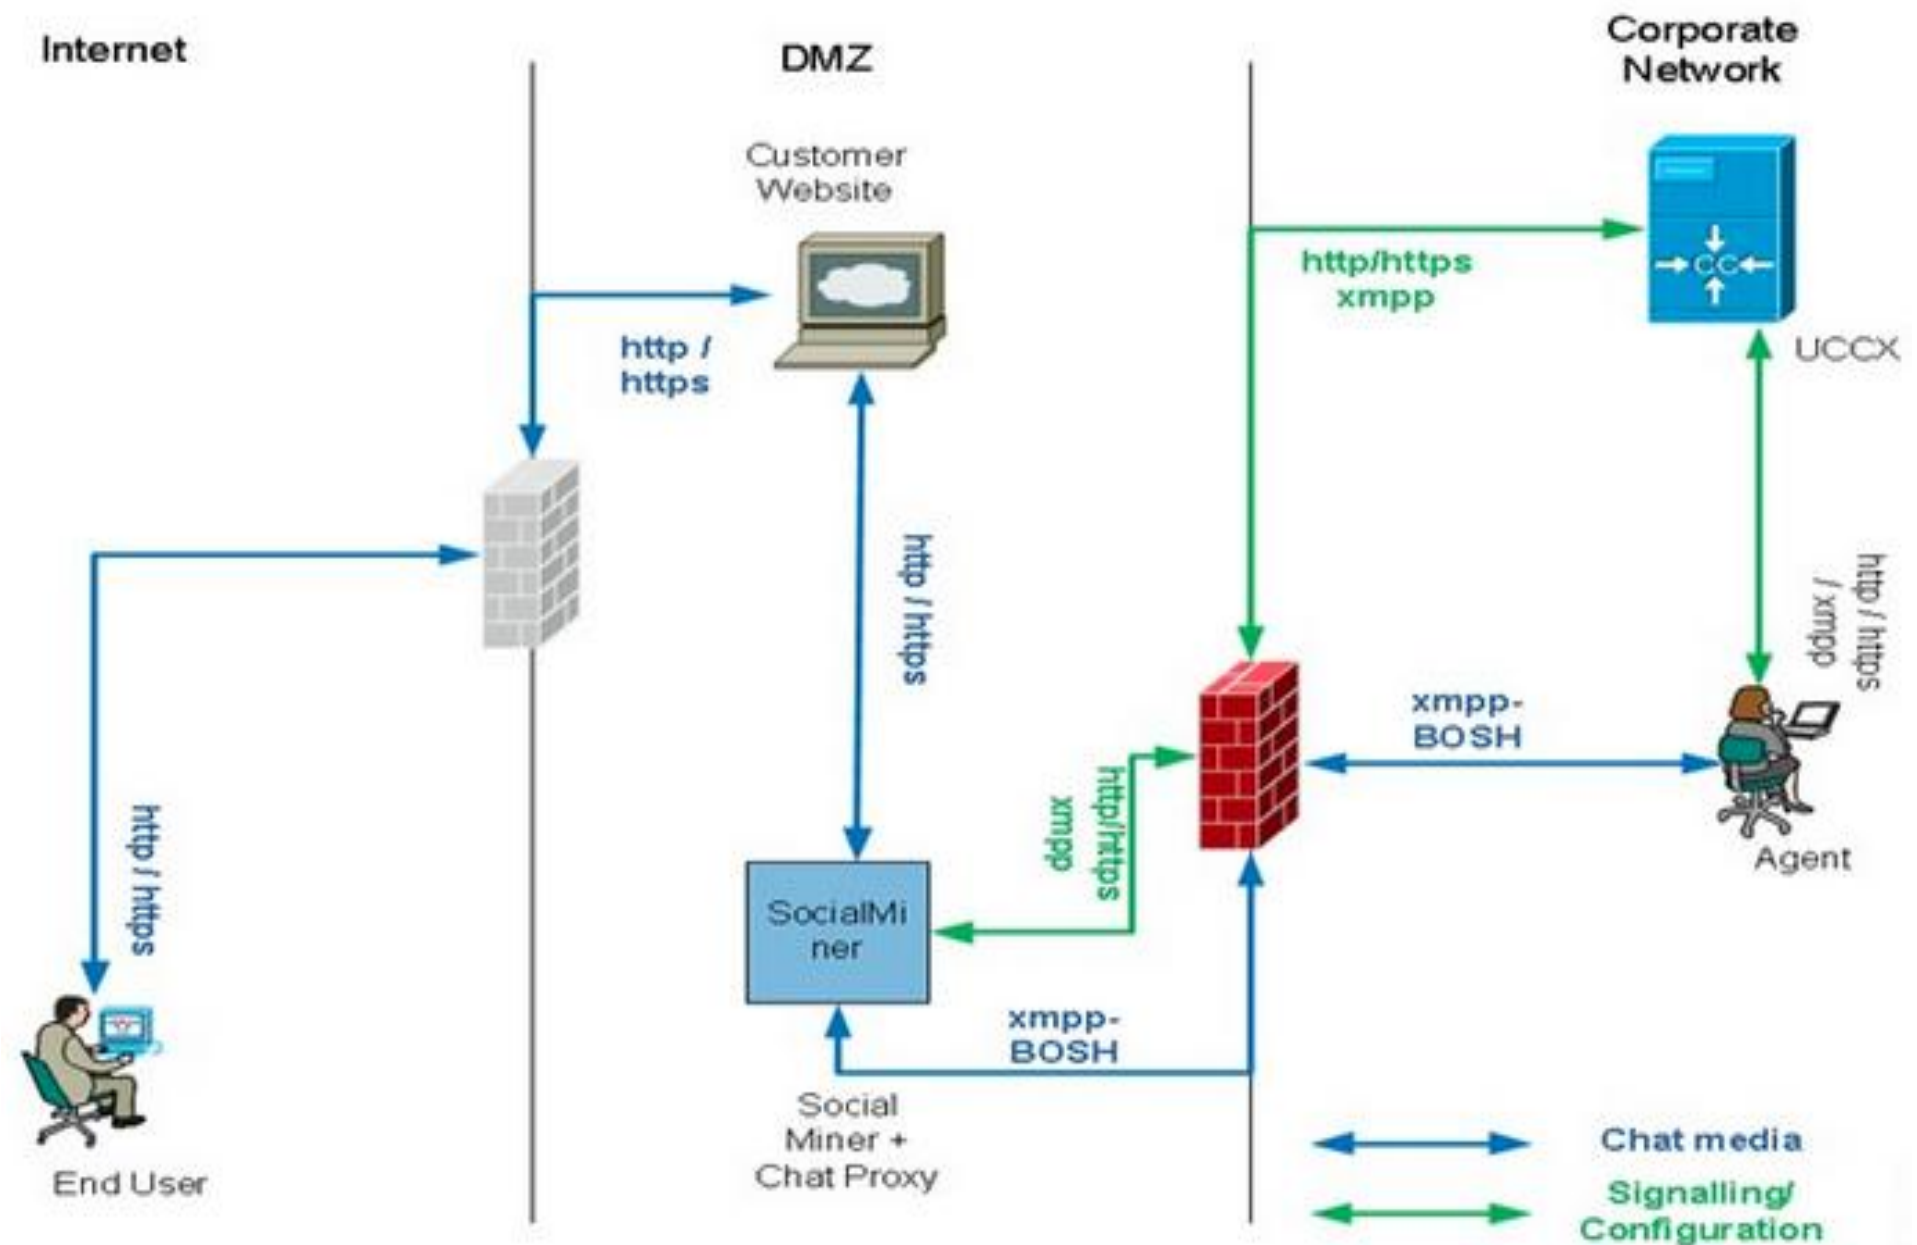 Internet
DMZ
Corporate
Network
Customer
Website
http /
https
http/https
xmpp
UCCX
http / https
http / https
/ xmpp
xmpp-
BOSH
http/https
xmpp
Agent
http / https
SocialMi
ner
xmpp-
BOSH
Social
Miner +
Chat Proxy
End User
Chat media
Signalling/
Configuration
CC